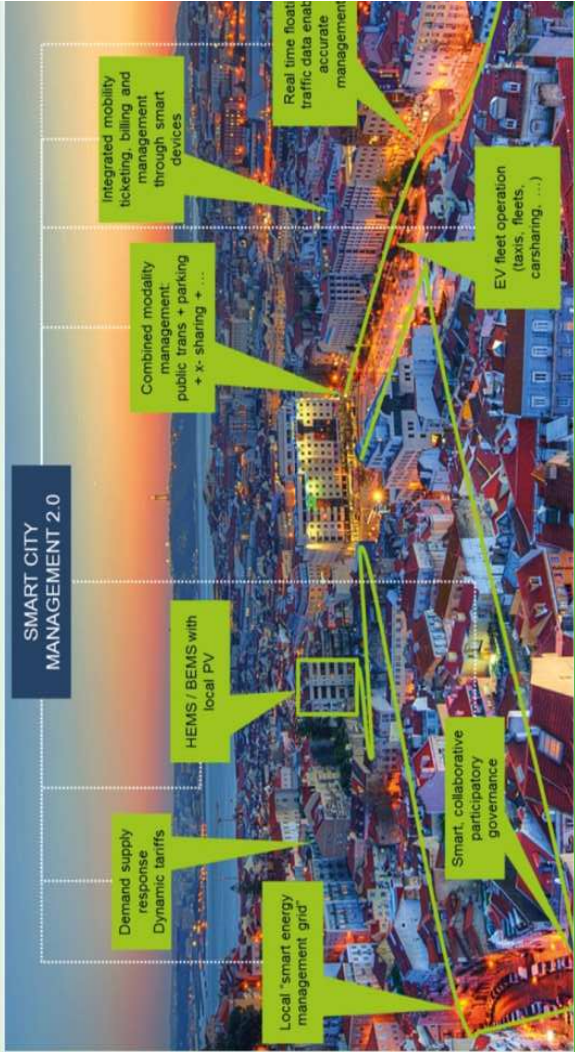 SMART CITY
MANAGEMENT 2.0
Demand supply
response
Dynamic tariffs
HEMS / BEMS with
local PV
Combined modality
management:
public trans + parking
+ x- sharing + ...
Integrated mobility
ticketing, billing and
management
through smart
devices
Real time floati
traffic data enab
accurate
management
Local "smart energy
management grid"
Smart, collaborative
participatory
governance
EV fleet operation
(taxis, fleets,
carsharing, ...)